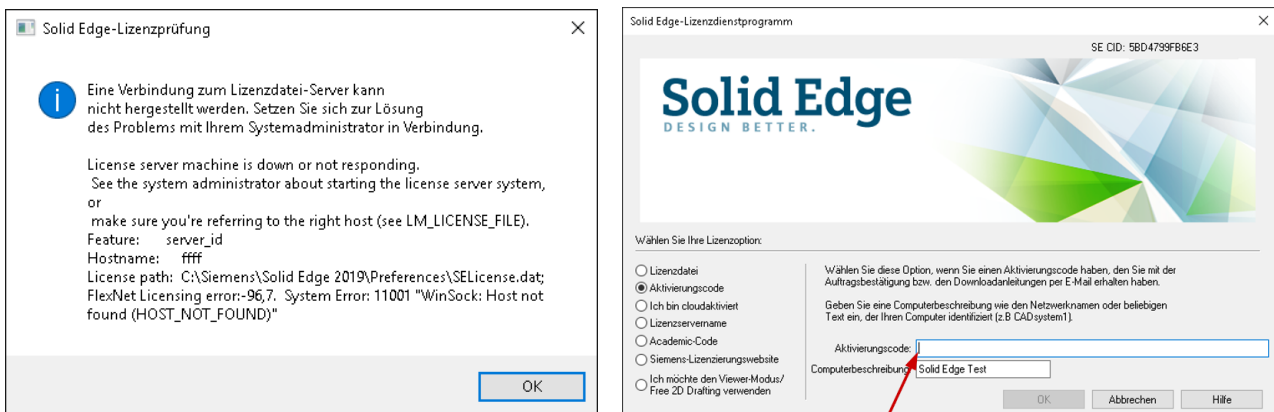 Solid Edge-Lizenzprüfung
Eine Verbindung zum Lizenzdatei-Server kann
nicht hergestellt werden. Setzen Sie sich zur Lösung
des Problems mit Ihrem Systemadministrator in Verbindung.
License server machine is down or not responding.
See the system administrator about starting the license server system,
or
make sure you're referring to the right host (see LM_LICENSE_FILE).
Feature: server_id
Hostname: ffff
License path: C:\Siemens\Solid Edge 2019\Preferences\SELicense.dat;
FlexNet Licensing error:-96,7. System Error: 11001 "WinSock: Host not
found (HOST_NOT_FOUND)"
OK
Solid Edge-Lizenzdienstprogramm
SE CID: 5BD4799FB6E3
Solid Edge
DESIGN BETTER.
Wählen Sie Ihre Lizenzoption:
Lizenzdatei
Aktivierungscode
Ich bin cloudaktiviert
Lizenzservername
Academic-Code
Siemens-Lizenzierungswebsite
Ich möchte den Viewer-Modus/
Free 2D Drafting verwenden
Wählen Sie diese Option, wenn Sie einen Aktivierungscode haben, den Sie mit der
Auftragsbestätigung bzw. den Downloadanleitungen per E-Mail erhalten haben.
Geben Sie eine Computerbeschreibung wie den Netzwerknamen oder beliebigen
Text ein, der Ihren Computer identifiziert (z.B CADsystem1).
Aktivierungscode:
Computerbeschreibung: Solid Edge Test
OK Abbrechen Hilfe